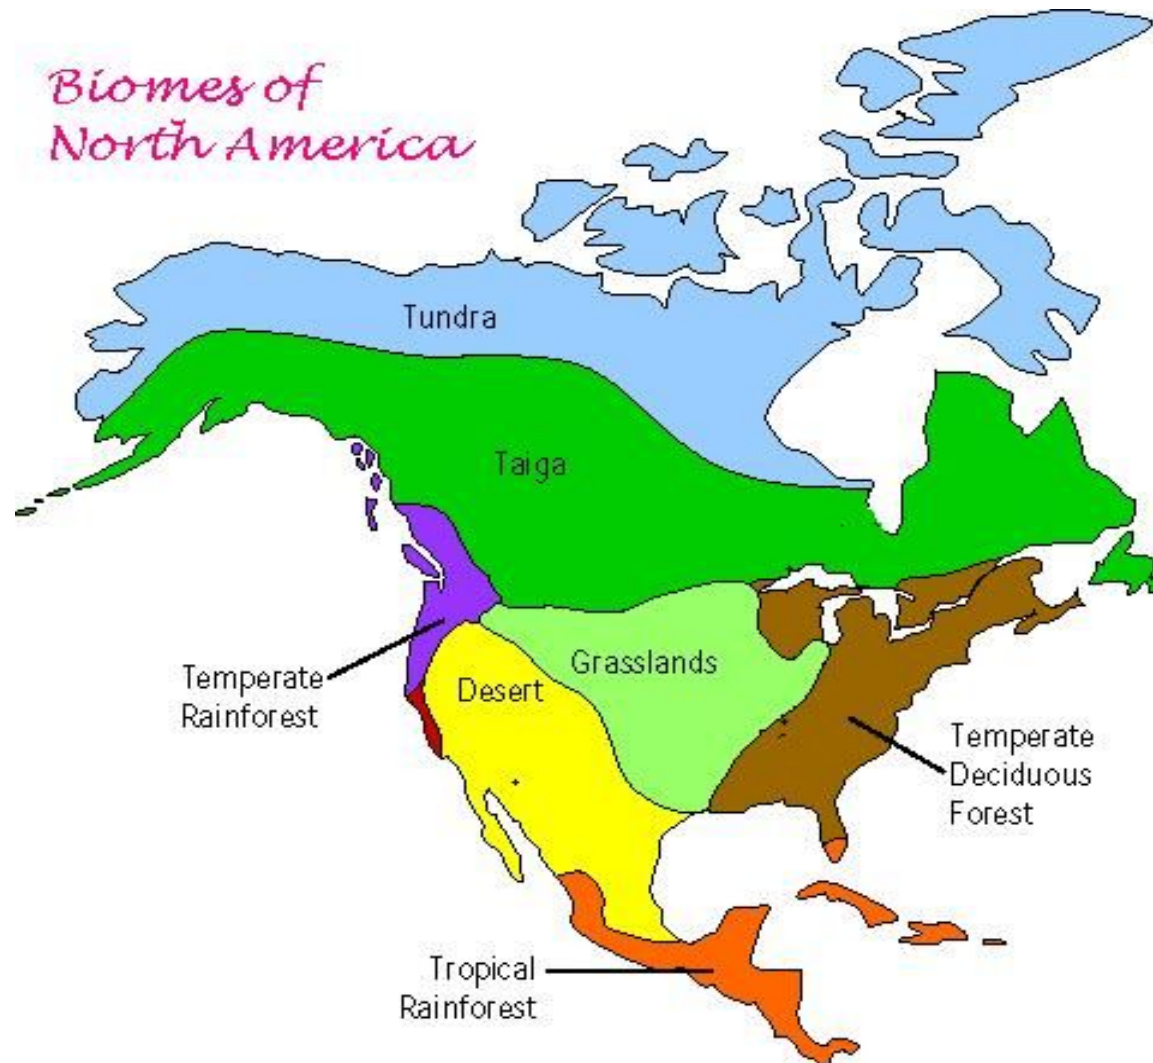 Biomes of
North America
Tundra
Taiga
Temperate
Rainforest
Desert
Grasslands
Temperate
Deciduous
Forest
Tropical
Rainforest